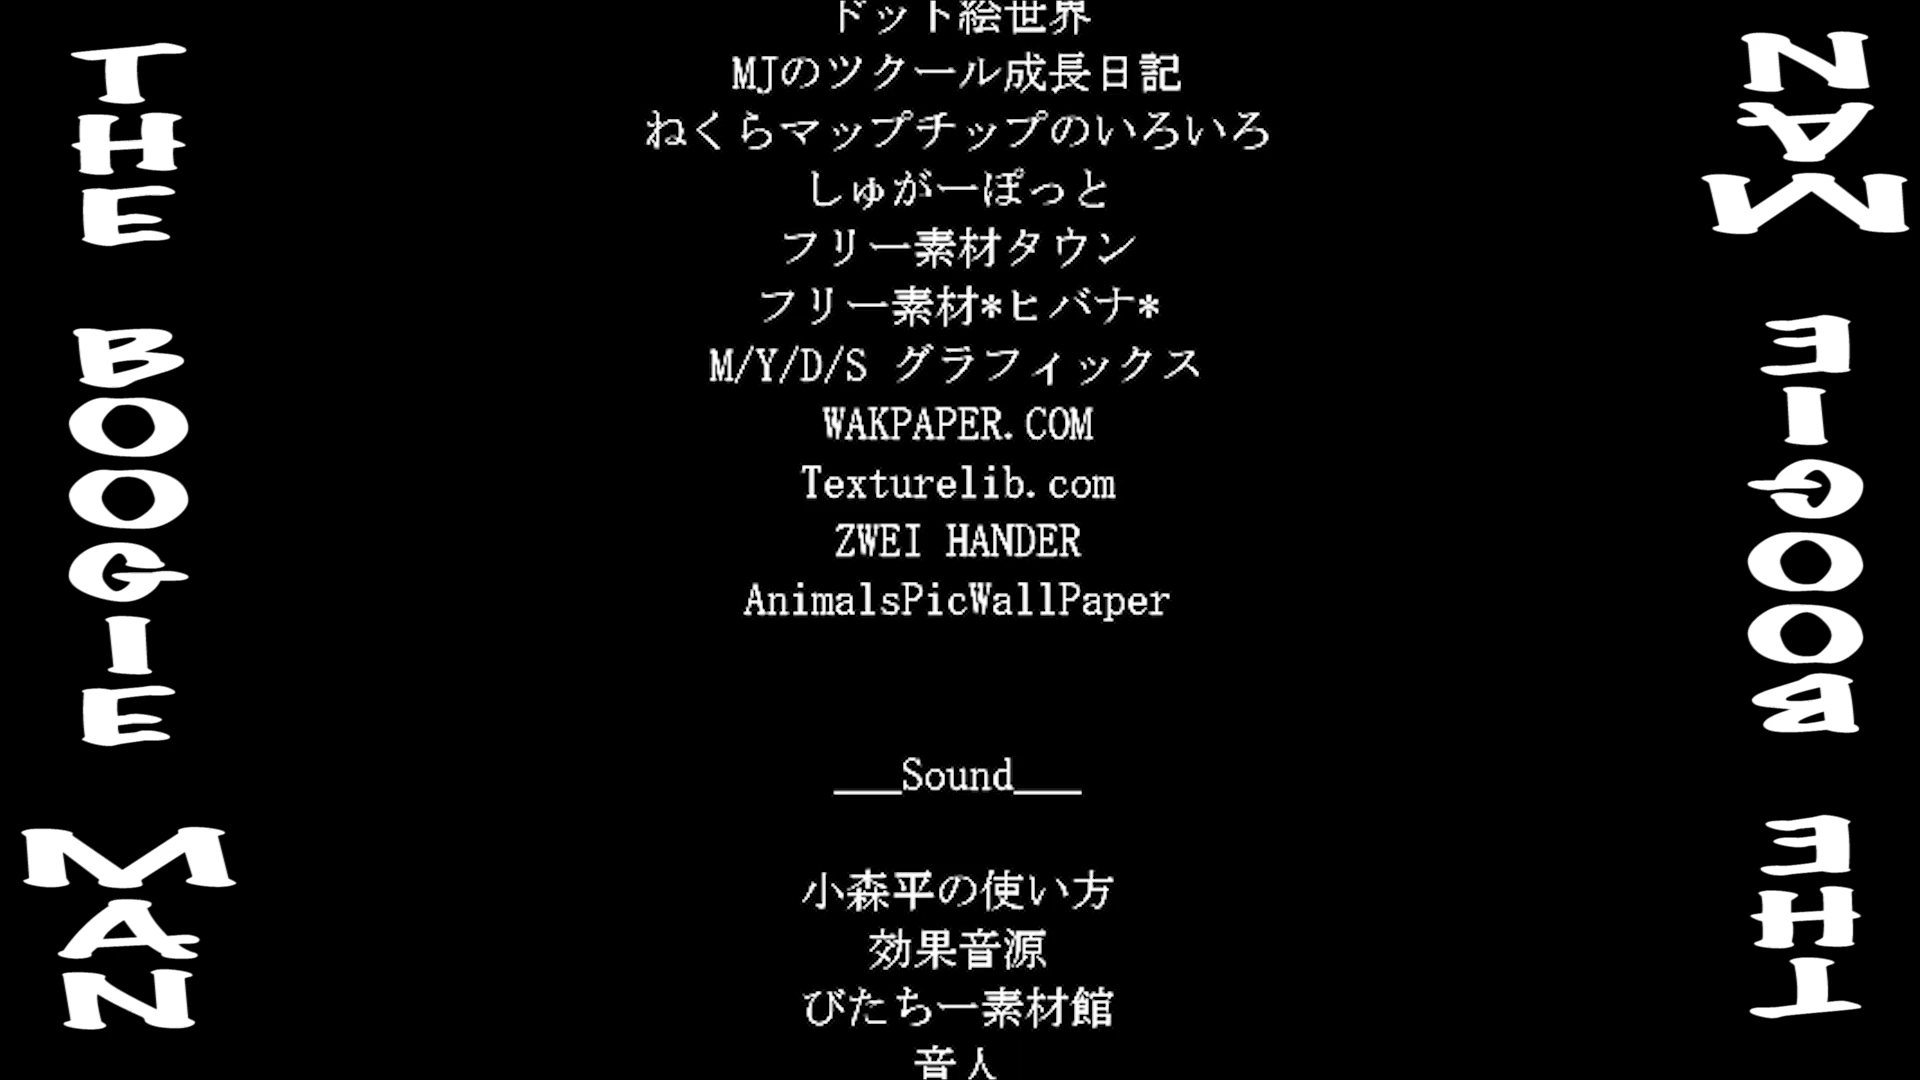 THE BOOGIE MAN
ドット絵世界
MJのツクール成長日記
ねくらマップチップのいろいろ
しゅがーぽっと
フリー素材タウン
フリー素材*ヒバナ*
M/Y/D/S グラフィックス
WAKPAPER.COM
Texturelib.com
ZWEI HANDER
AnimalsPicWallPaper
___Sound___
小森平の使い方
効果音源
びたちー素材館
音人
THE BOOGIE MAN